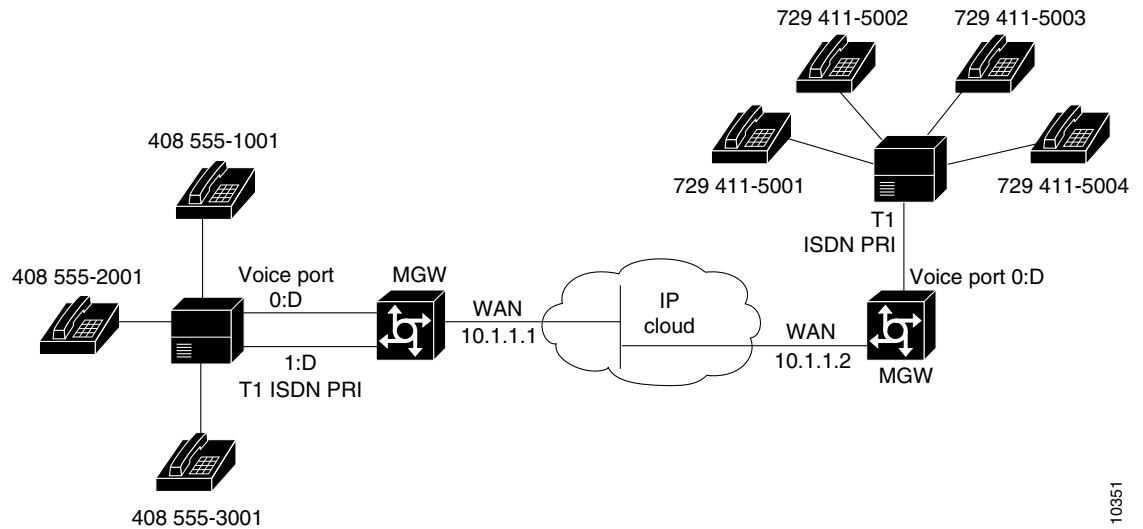 729 411-5002
729 411-5003
408 555-1001
729 411-5001
729 411-5004
T1
ISDN PRI
408 555-2001
Voice port
0:D
MGW
WAN
10.1.1.1
IP
cloud
Voice port 0:D
WAN
10.1.1.2
MGW
1:D
T1 ISDN PRI
408 555-3001
10351